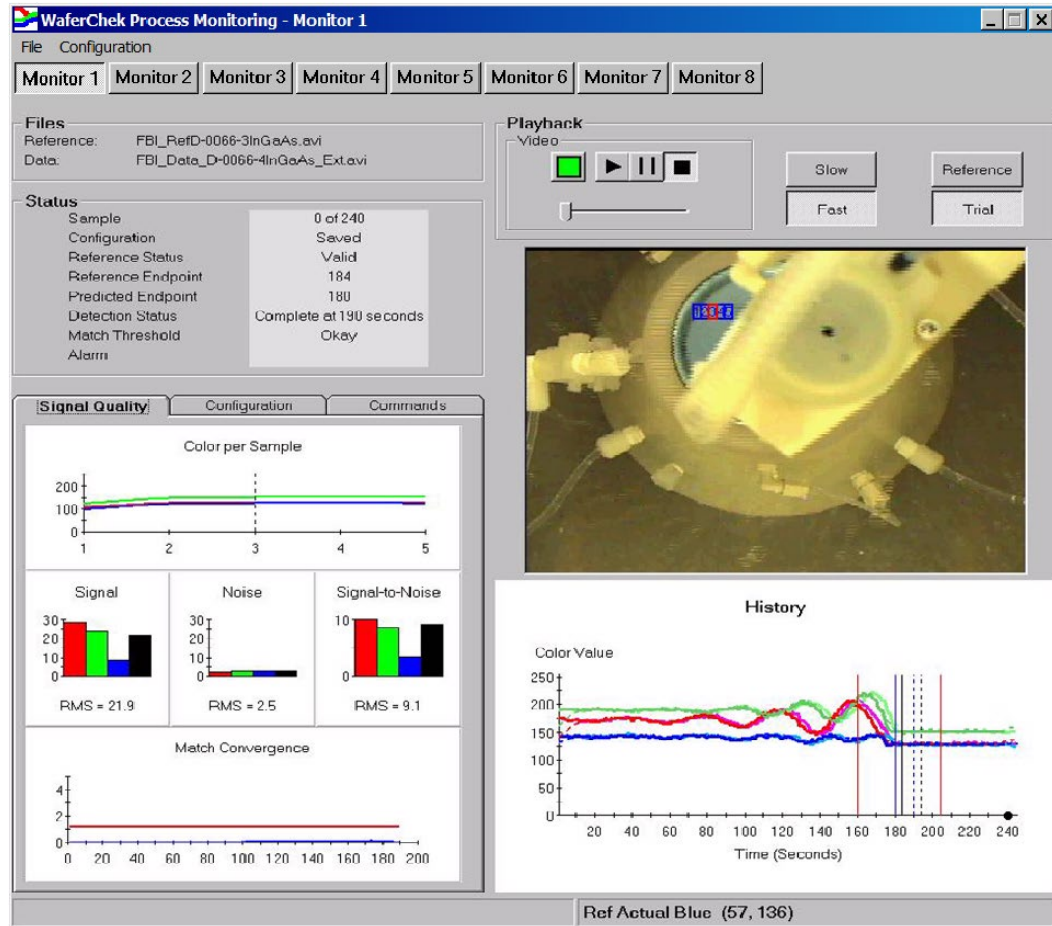 WaferChek Process Monitoring - Monitor 1
File Configuration
Monitor 1 Monitor 2 Monitor 3 Monitor 4 Monitor 5 Monitor 6 Monitor 7 Monitor 8
Files
Reference: FBI_RefD-0066-3InGaAs.avi
Data: FBI_Data_D-0066-4InGaAs_Ext.avi
Status
Sample 0 of 240
Configuration Saved
Reference Status Valid
Reference Endpoint 184
Predicted Endpoint 180
Detection Status Complete at 190 seconds
Match Threshold Okay
Alarm
Playback
Video
Slow Reference
Fast Trial
Signal Quality Configuration Commands
Color per Sample
200
100
0
1 2 3 4 5
Signal Noise Signal-to-Noise
30 30 10
20 20
10 10
0 0 0
RMS = 21.9 RMS = 2.5 RMS = 9.1
Match Convergence
4
2
0
0 20 40 60 80 100 120 140 160 180 200
History
Color Value
250
200
150
100
50
0
20 40 60 80 100 120 140 160 180 200 220 240
Time (Seconds)
Ref Actual Blue (57, 136)